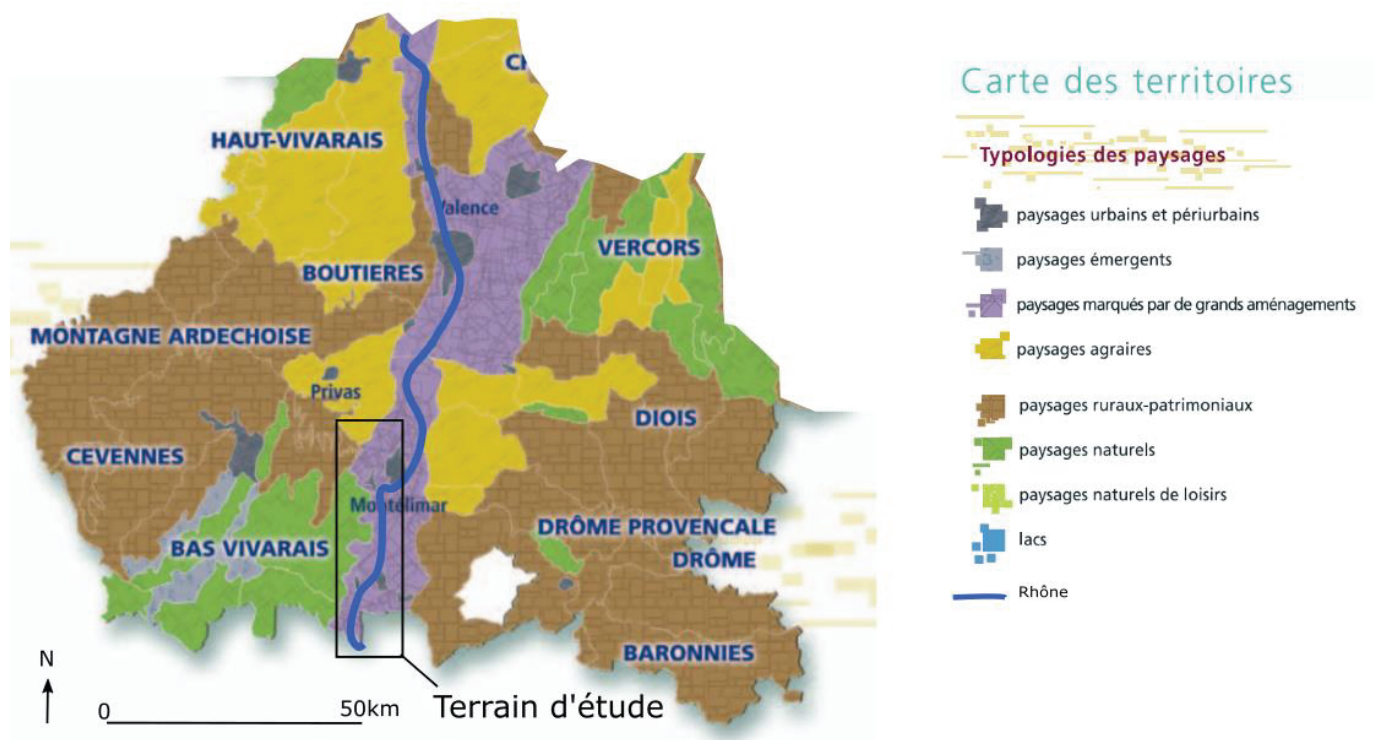 CH
HAUT-VIVARAIS
Valence
VERCORS
BOUTIERES
MONTAGNE ARDECHOISE
Privas
DIOIS
CEVENNES
Montélimar
DRÔME PROVENCALE
BAS VIVARAIS
DRÔME
BARONNIES
N
0 50km
Terrain d'étude
Carte des territoires
Typologies des paysages
paysages urbains et périurbains
paysages émergents
paysages marqués par de grands aménagements
paysages agraires
paysages ruraux-patrimoniaux
paysages naturels
paysages naturels de loisirs
lacs
Rhône